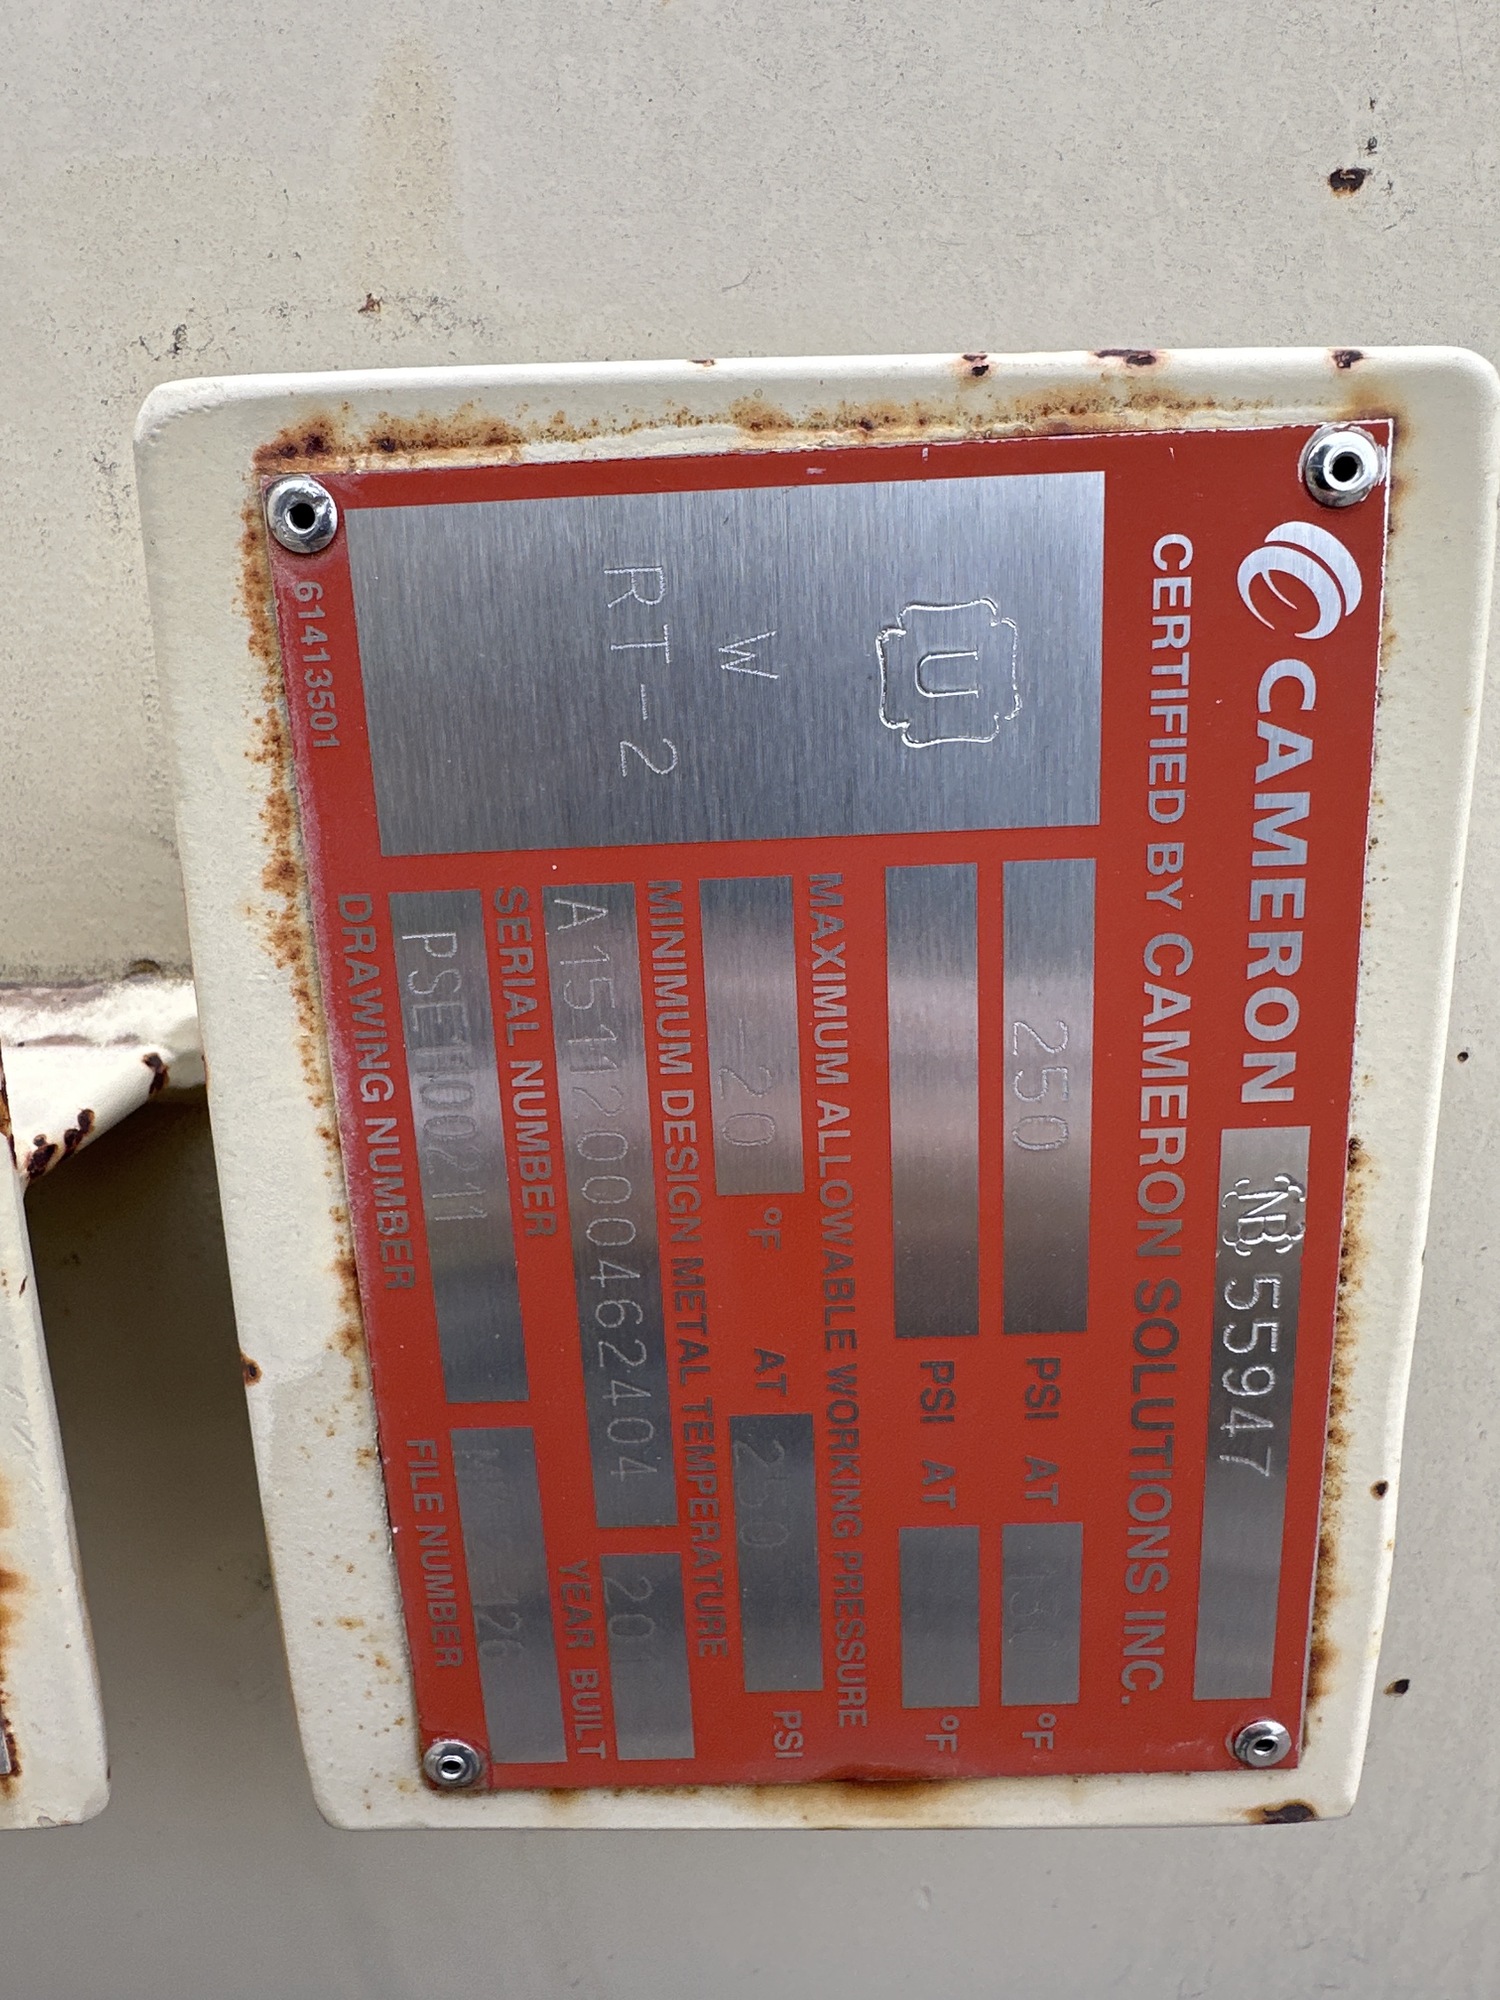 CAMERON NB 55947
CERTIFIED BY CAMERON SOLUTIONS INC.
U
W
RT-2
250 PSI AT °F
PSI AT °F
MAXIMUM ALLOWABLE WORKING PRESSURE
-20 °F AT 250 PSI
MINIMUM DESIGN METAL TEMPERATURE
A15112000462404
SERIAL NUMBER YEAR BUILT
DRAWING NUMBER FILE NUMBER
61413501